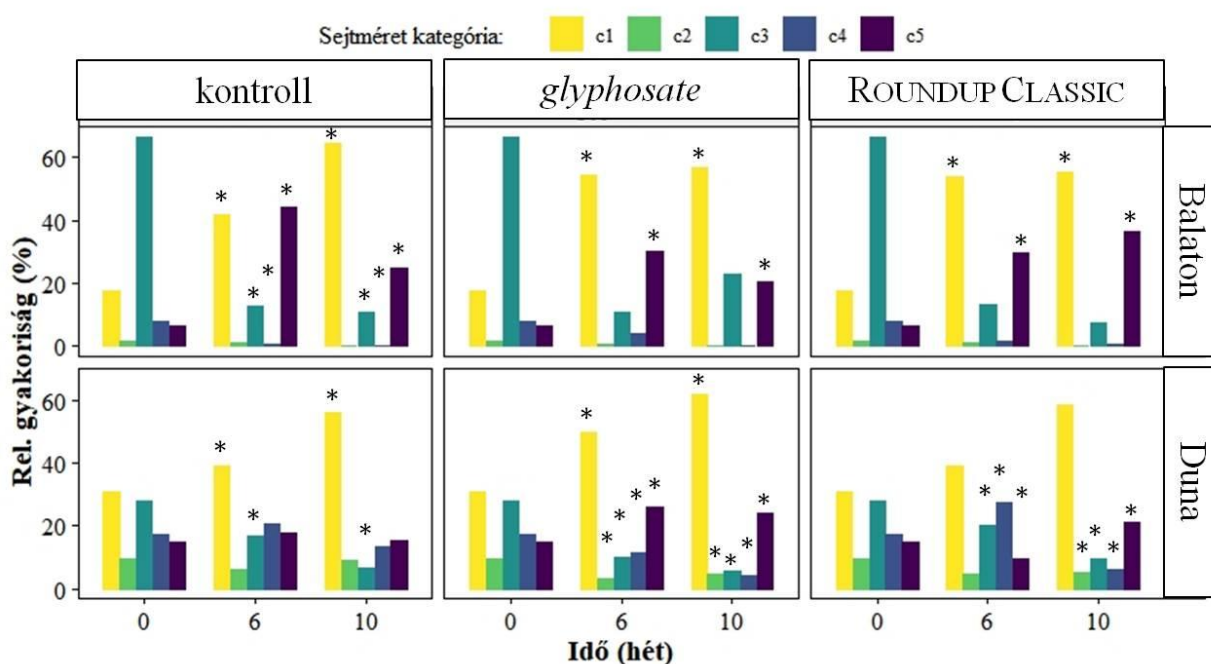 Sejtméret kategória: c1 c2 c3 c4 c5
kontroll glyphosate ROUNDUP CLASSIC
Rel. gyakoriság (%)
60
40
20
0
* * * * * * * *
* * * *
* * * *
Balaton
60
40
20
0
* * * *
* * * * * * * * * *
* * * * * * *
Duna
0 6 10 0 6 10 0 6 10
Idő (hét)